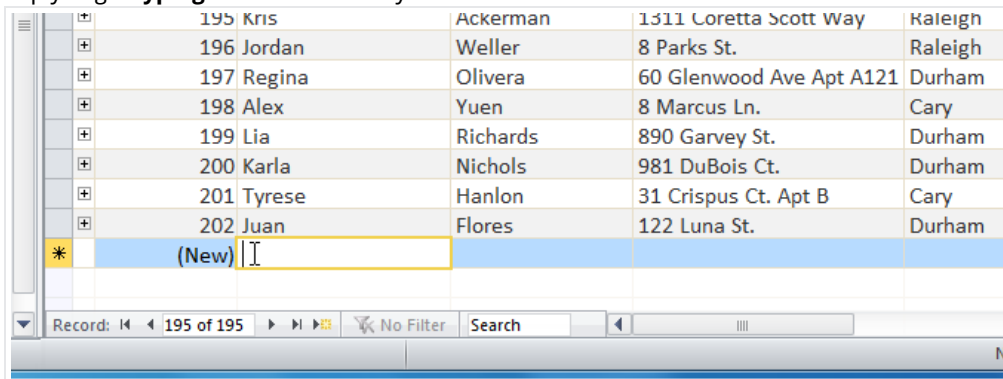 195 Kris Ackerman 1311 Coretta Scott Way Raleigh
196 Jordan Weller 8 Parks St. Raleigh
197 Regina Olivera 60 Glenwood Ave Apt A121 Durham
198 Alex Yuen 8 Marcus Ln. Cary
199 Lia Richards 890 Garvey St. Durham
200 Karla Nichols 981 DuBois Ct. Durham
201 Tyrese Hanlon 31 Crispus Ct. Apt B Cary
202 Juan Flores 122 Luna St. Durham
(New)
Record: 195 of 195 No Filter Search